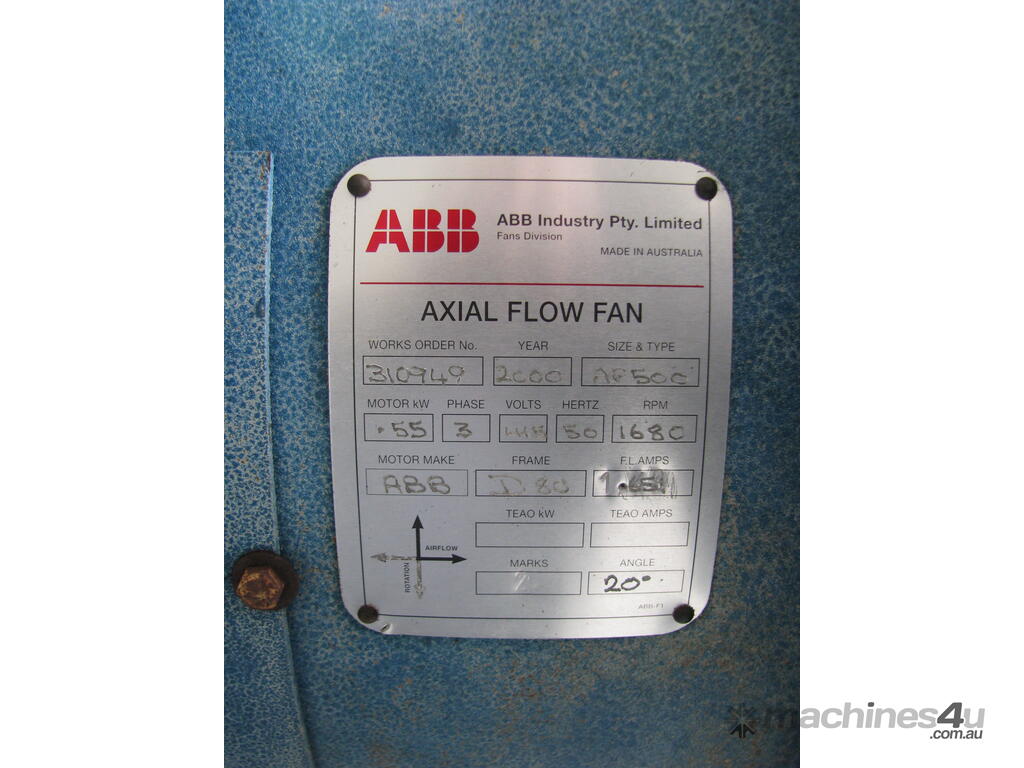 ABB
ABB Industry Pty. Limited
Fans Division
MADE IN AUSTRALIA
AXIAL FLOW FAN
WORKS ORDER No. YEAR SIZE & TYPE
310949 2000
MOTOR kW PHASE VOLTS HERTZ RPM
.55 3 50 1680
MOTOR MAKE FRAME F.L.AMPS
ABB D80
TEAO kW TEAO AMPS
AIRFLOW
ROTATION
MARKS ANGLE
20°
ABB-F1
machines4u
.com.au